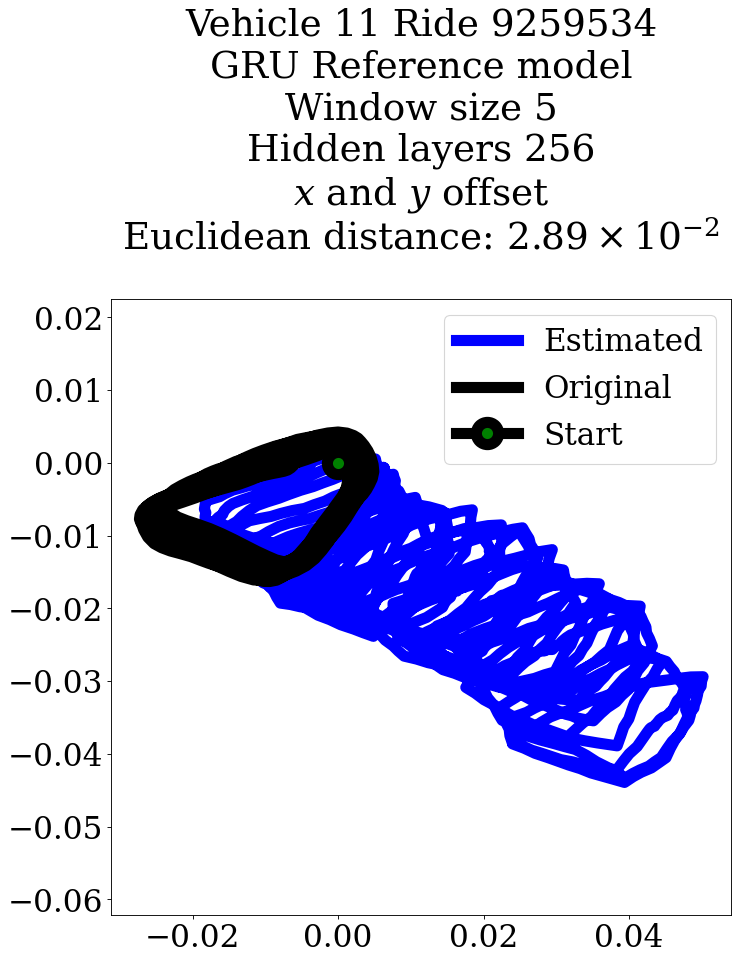 Vehicle 11 Ride 9259534
GRU Reference model
Window size 5
Hidden layers 256
x and y offset
Euclidean distance: 2.89 × 10⁻²
Estimated
Original
Start
0.02
0.01
0.00
−0.01
−0.02
−0.03
−0.04
−0.05
−0.06
−0.02 0.00 0.02 0.04